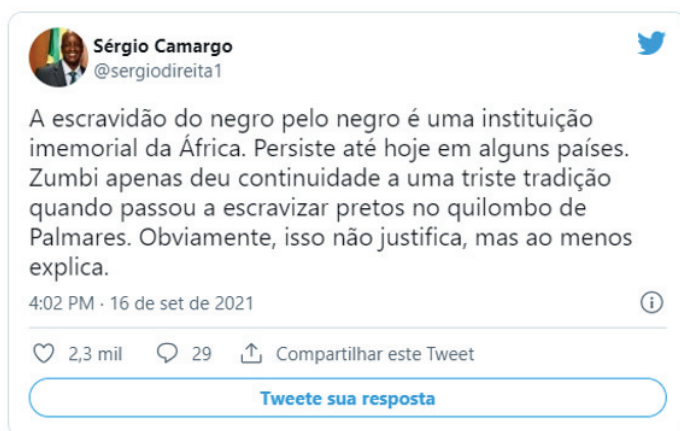 Sérgio Camargo
@sergiodireita1
A escravidão do negro pelo negro é uma instituição
imemorial da África. Persiste até hoje em alguns países.
Zumbi apenas deu continuidade a uma triste tradição
quando passou a escravizar pretos no quilombo de
Palmares. Obviamente, isso não justifica, mas ao menos
explica.
4:02 PM · 16 de set de 2021
2,3 mil 29 Compartilhar este Tweet
Tweete sua resposta